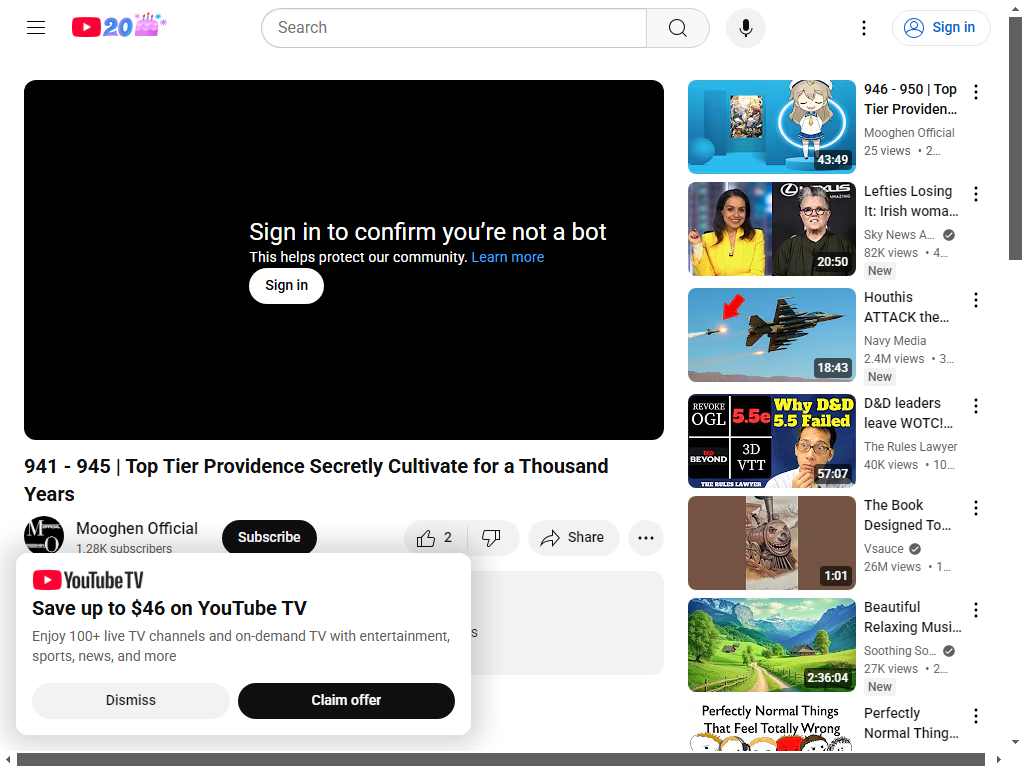 20
Search
Sign in
Sign in to confirm you’re not a bot
This helps protect our community. Learn more
Sign in
941 - 945 | Top Tier Providence Secretly Cultivate for a Thousand
Years
Mooghen Official
1.28K subscribers
Subscribe
2
Share
YouTube TV
Save up to $46 on YouTube TV
Enjoy 100+ live TV channels and on-demand TV with entertainment,
sports, news, and more
Dismiss
Claim offer
43:49
946 - 950 | Top
Tier Providen...
Mooghen Official
25 views • 2...
LEXUS
20:50
Lefties Losing
It: Irish woma...
Sky News A...
82K views • 4...
New
18:43
Houthis
ATTACK the...
Navy Media
2.4M views • 3...
New
REVOKE
OGL
5.5e
Why D&D
5.5 Failed
D&D
BEYOND
3D
VTT
THE RULES LAWYER
57:07
D&D leaders
leave WOTC!...
The Rules Lawyer
40K views • 10...
1:01
The Book
Designed To...
Vsauce
26M views • 1...
2:36:04
Beautiful
Relaxing Musi...
Soothing So...
27K views • 2...
New
Perfectly Normal Things
That Feel Totally Wrong
Perfectly
Normal Thing...